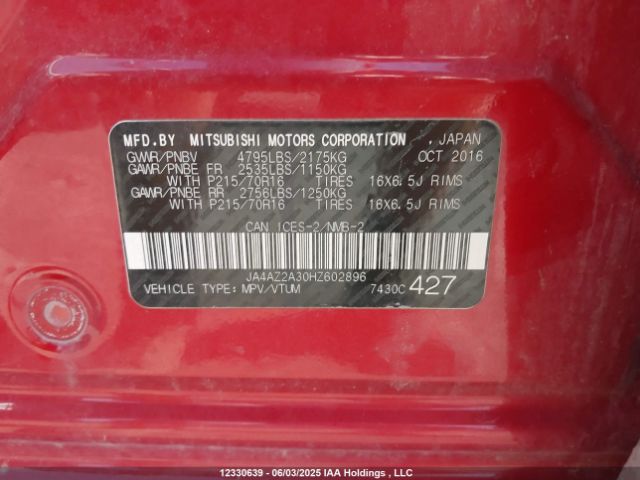 MFD.BY MITSUBISHI MOTORS CORPORATION , JAPAN
GVWR/PNBV 4795LBS/2175KG OCT 2016
GAWR/PNBE FR 2535LBS/1150KG
WITH P215/70R16 TIRES 16X6.5J RIMS
GAWR/PNBE RR 2756LBS/1250KG
WITH P215/70R16 TIRES 16X6.5J RIMS
CAN ICES-2/NMB-2
JA4AZ2A30HZ602896
VEHICLE TYPE:MPV/VTUM 7430C 427
12330639 - 06/03/2025 IAA Holdings , LLC